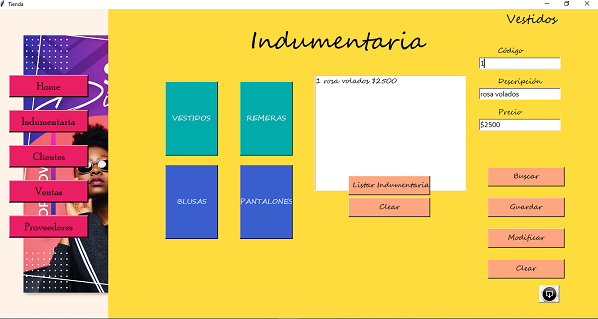 Tienda
Vestidos
Indumentaria
Código
1
Descripción
rosa volados
Precio
$2500
Home
Indumentaria
Clientes
Ventas
Proveedores
VESTIDOS
REMERAS
BLUSAS
PANTALONES
1 rosa volados $2500
Listar Indumentaria
Clear
Buscar
Guardar
Modificar
Clear